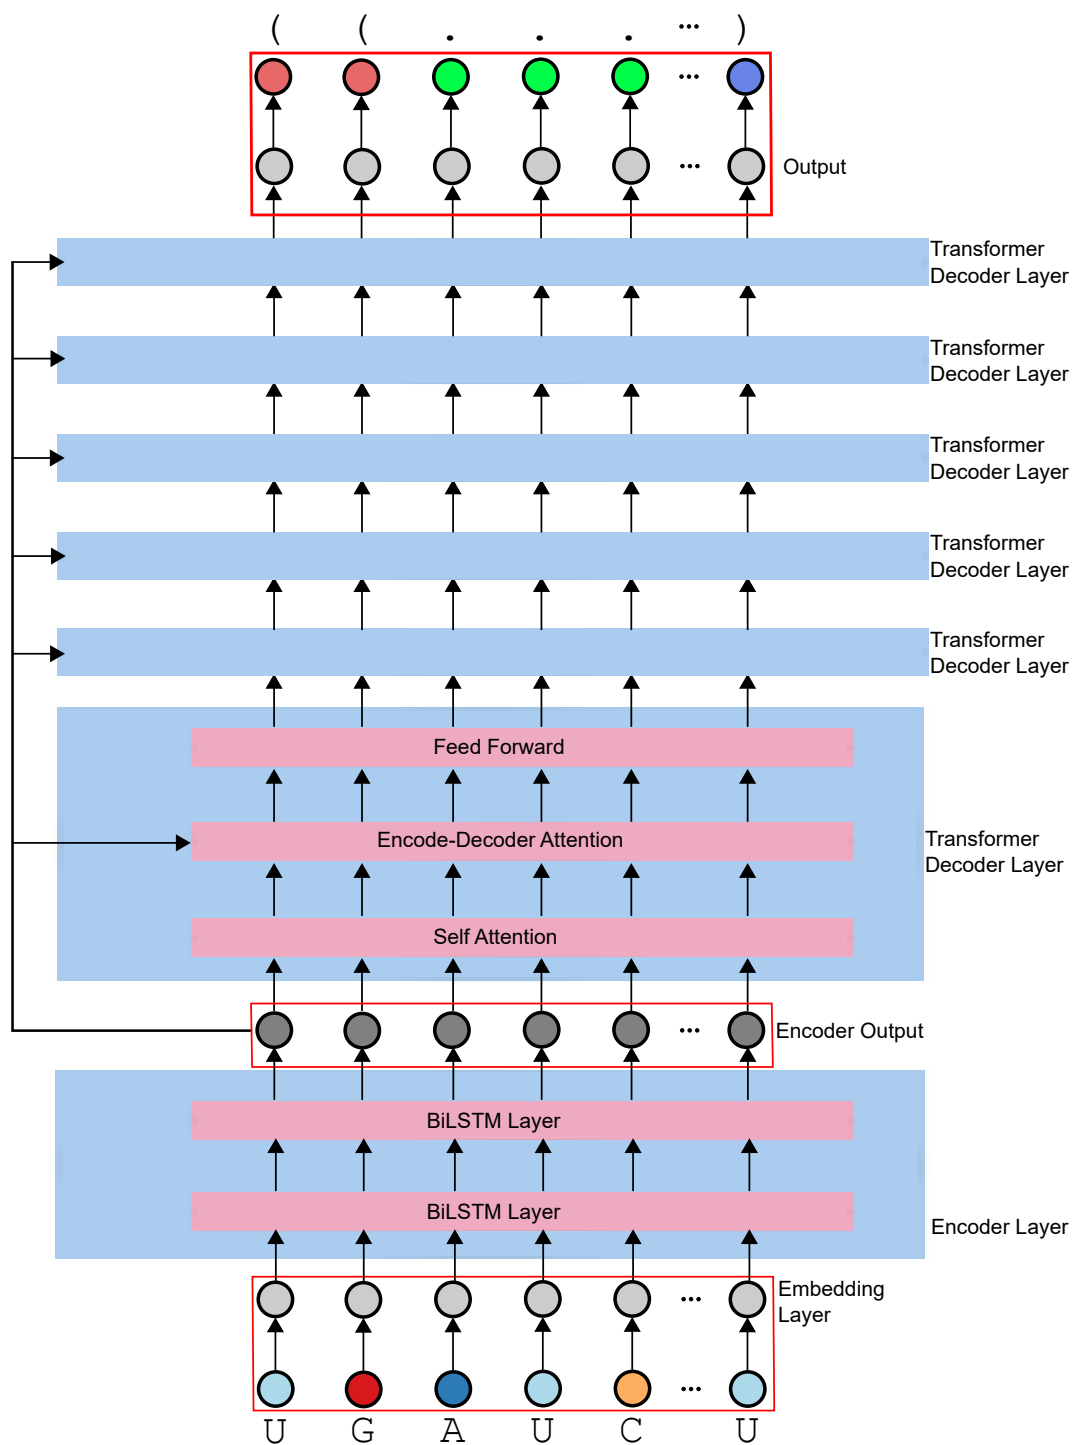 ( ( . . . ... )
...
... Output
Transformer
Decoder Layer
Transformer
Decoder Layer
Transformer
Decoder Layer
Transformer
Decoder Layer
Transformer
Decoder Layer
Feed Forward
Encode-Decoder Attention
Transformer
Decoder Layer
Self Attention
... Encoder Output
BiLSTM Layer
BiLSTM Layer
Encoder Layer
... Embedding
Layer
...
U G A U C U